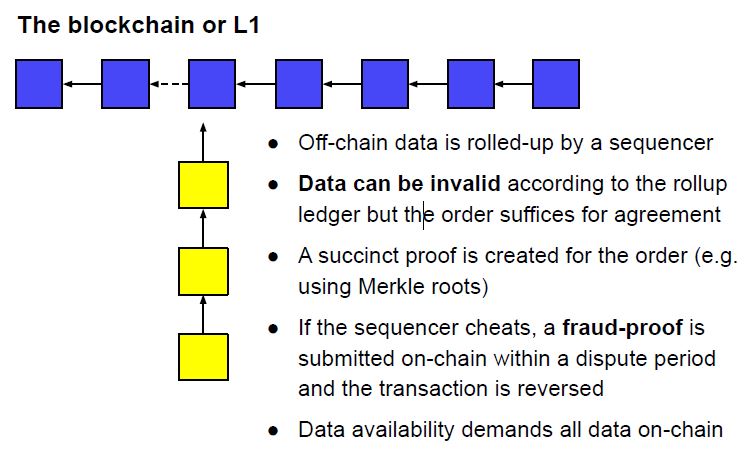 The blockchain or L1
● Off-chain data is rolled-up by a sequencer
● Data can be invalid according to the rollup
ledger but the order suffices for agreement
● A succinct proof is created for the order (e.g.
using Merkle roots)
● If the sequencer cheats, a fraud-proof is
submitted on-chain within a dispute period
and the transaction is reversed
● Data availability demands all data on-chain